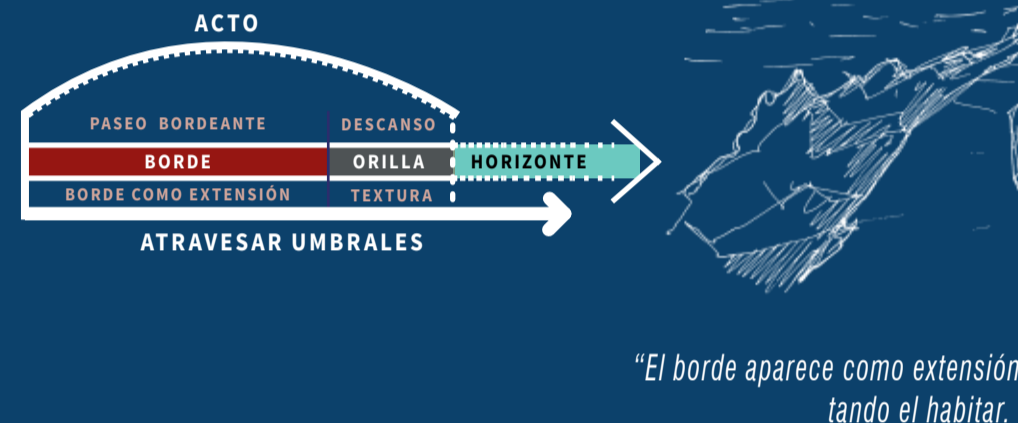 ACTO
PASEO BORDEANTE DESCANSO
BORDE ORILLA HORIZONTE
BORDE COMO EXTENSIÓN TEXTURA
ATRAVESAR UMBRALES
“El borde aparece como extensión
tando el habitar.